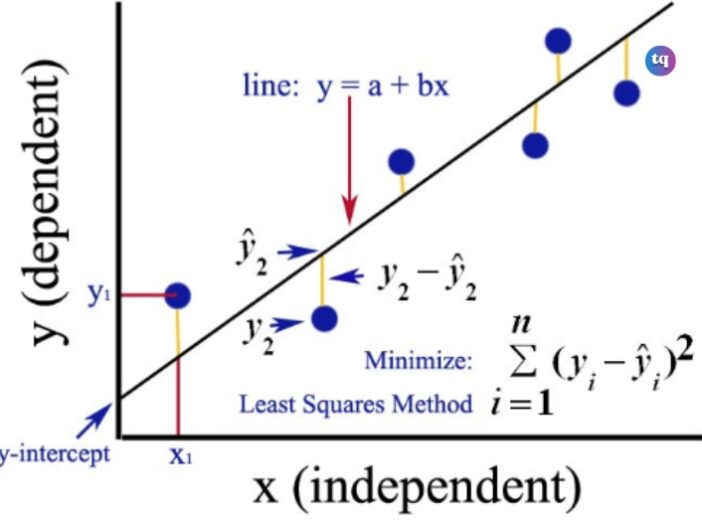 tq
line: y = a + bx
y (dependent)
ŷ₂
y₂ – ŷ₂
y₁
y₂
n
Minimize: Σ (yᵢ – ŷᵢ)²
Least Squares Method i = 1
y-intercept
x₁
x (independent)